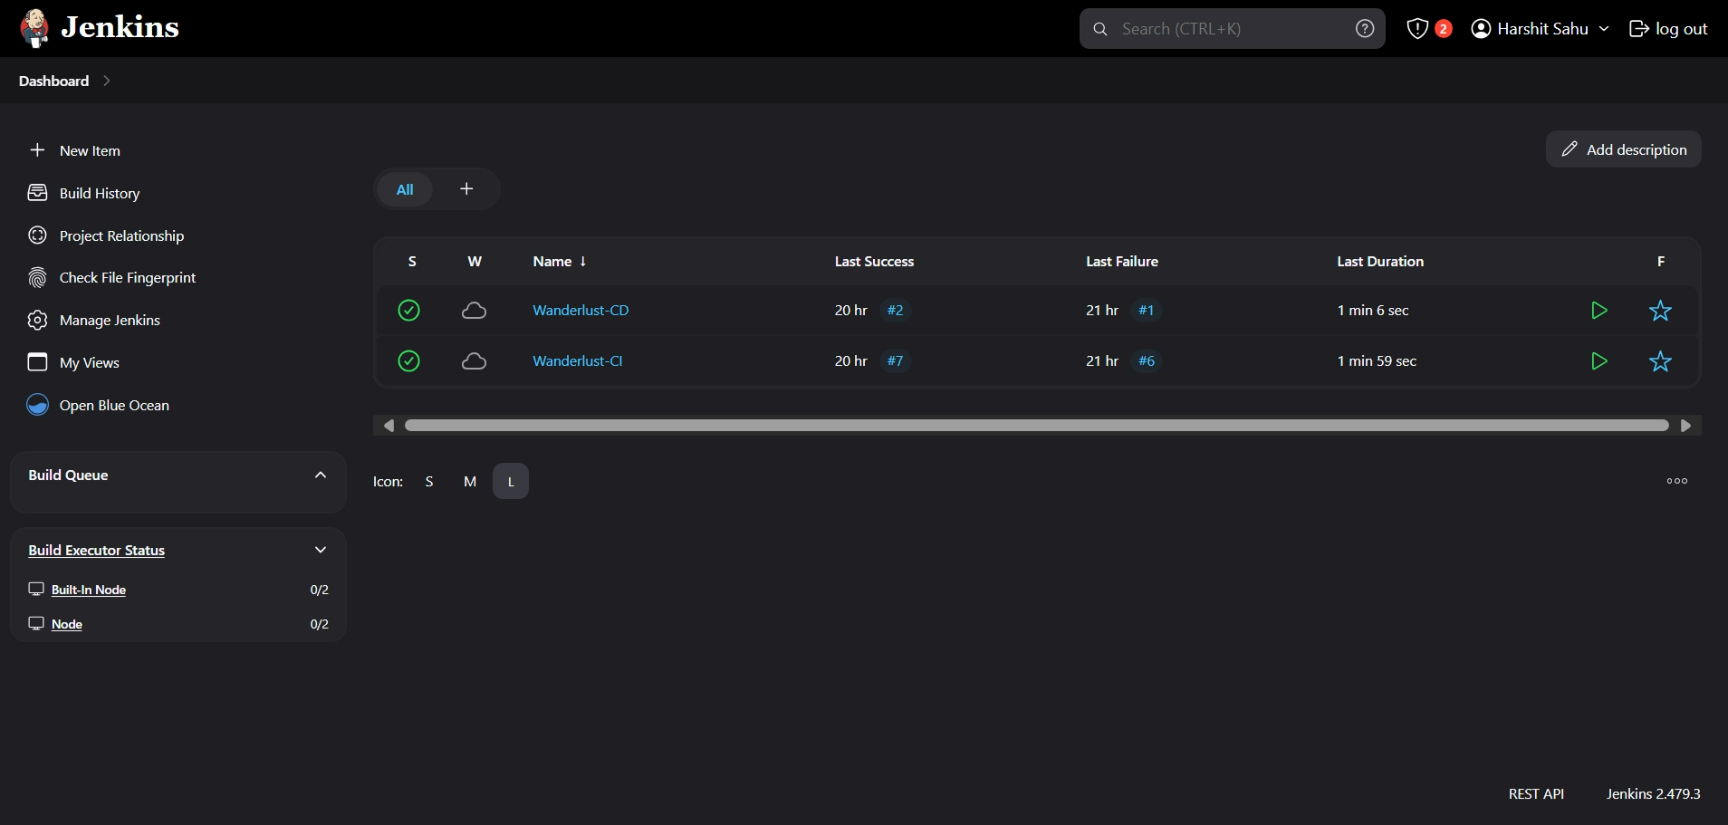 Jenkins
Search (CTRL+K)
2
Harshit Sahu
log out
Dashboard
New Item
Build History
Project Relationship
Check File Fingerprint
Manage Jenkins
My Views
Open Blue Ocean
Build Queue
Build Executor Status
Built-In Node 0/2
Node 0/2
Add description
All +
S W Name ↓ Last Success Last Failure Last Duration F
Wanderlust-CD 20 hr #2 21 hr #1 1 min 6 sec
Wanderlust-CI 20 hr #7 21 hr #6 1 min 59 sec
Icon: S M L
REST API Jenkins 2.479.3